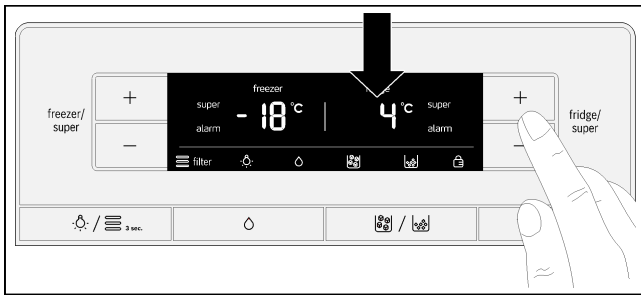 freezer/
super
+
−
freezer
super
alarm
- 18 °C
4 °C
super
alarm
filter
+
−
fridge/
super
/ 3 sec.
/